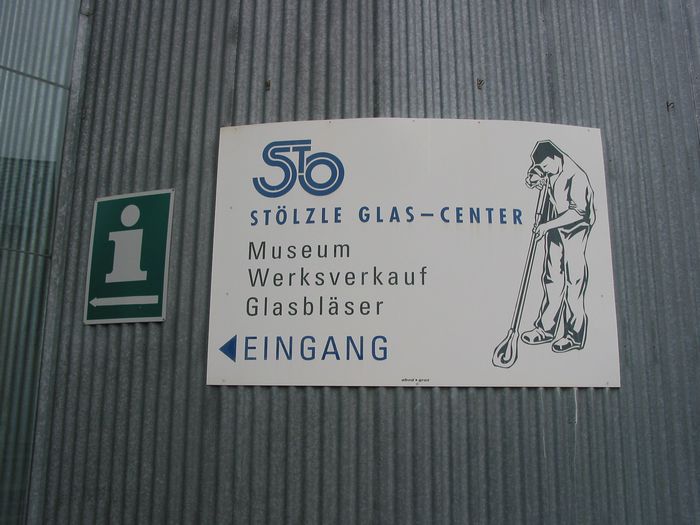 i
STO
STÖLZLE GLAS–CENTER
Museum
Werksverkauf
Glasbläser
EINGANG